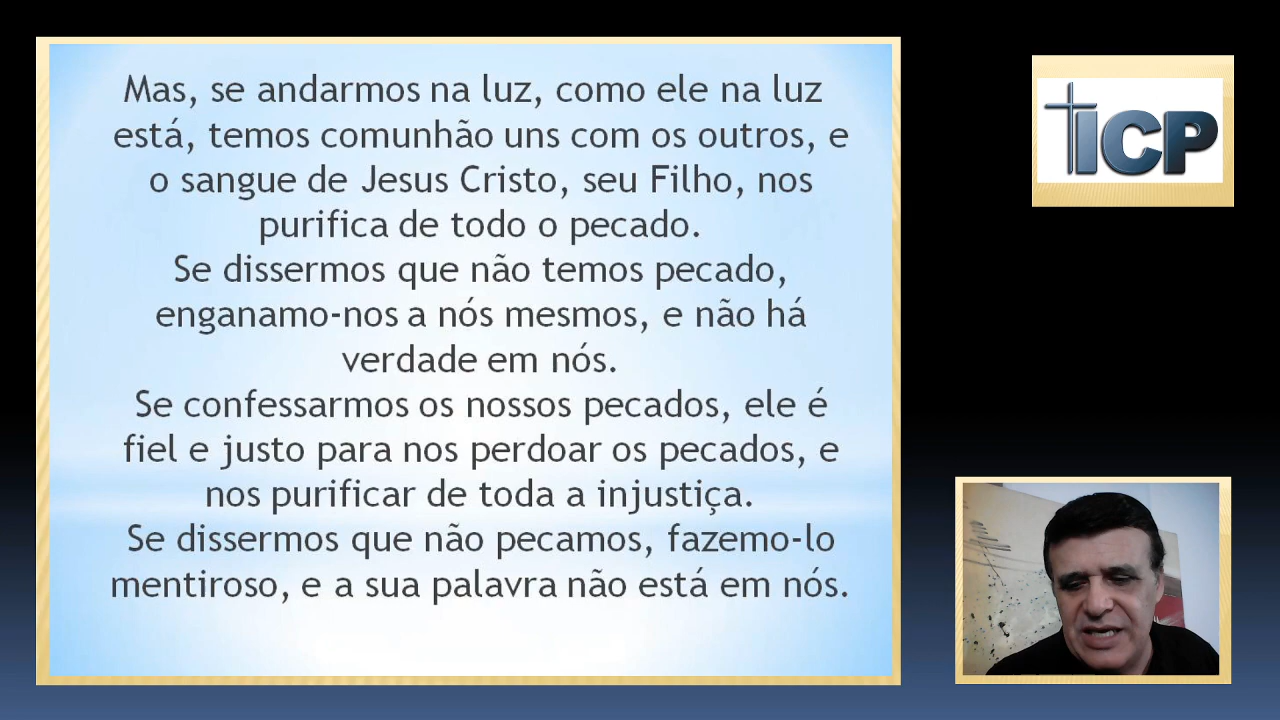 Mas, se andarmos na luz, como ele na luz
está, temos comunhão uns com os outros, e
o sangue de Jesus Cristo, seu Filho, nos
purifica de todo o pecado.
Se dissermos que não temos pecado,
enganamo-nos a nós mesmos, e não há
verdade em nós.
Se confessarmos os nossos pecados, ele é
fiel e justo para nos perdoar os pecados, e
nos purificar de toda a injustiça.
Se dissermos que não pecamos, fazemo-lo
mentiroso, e a sua palavra não está em nós.
ICP